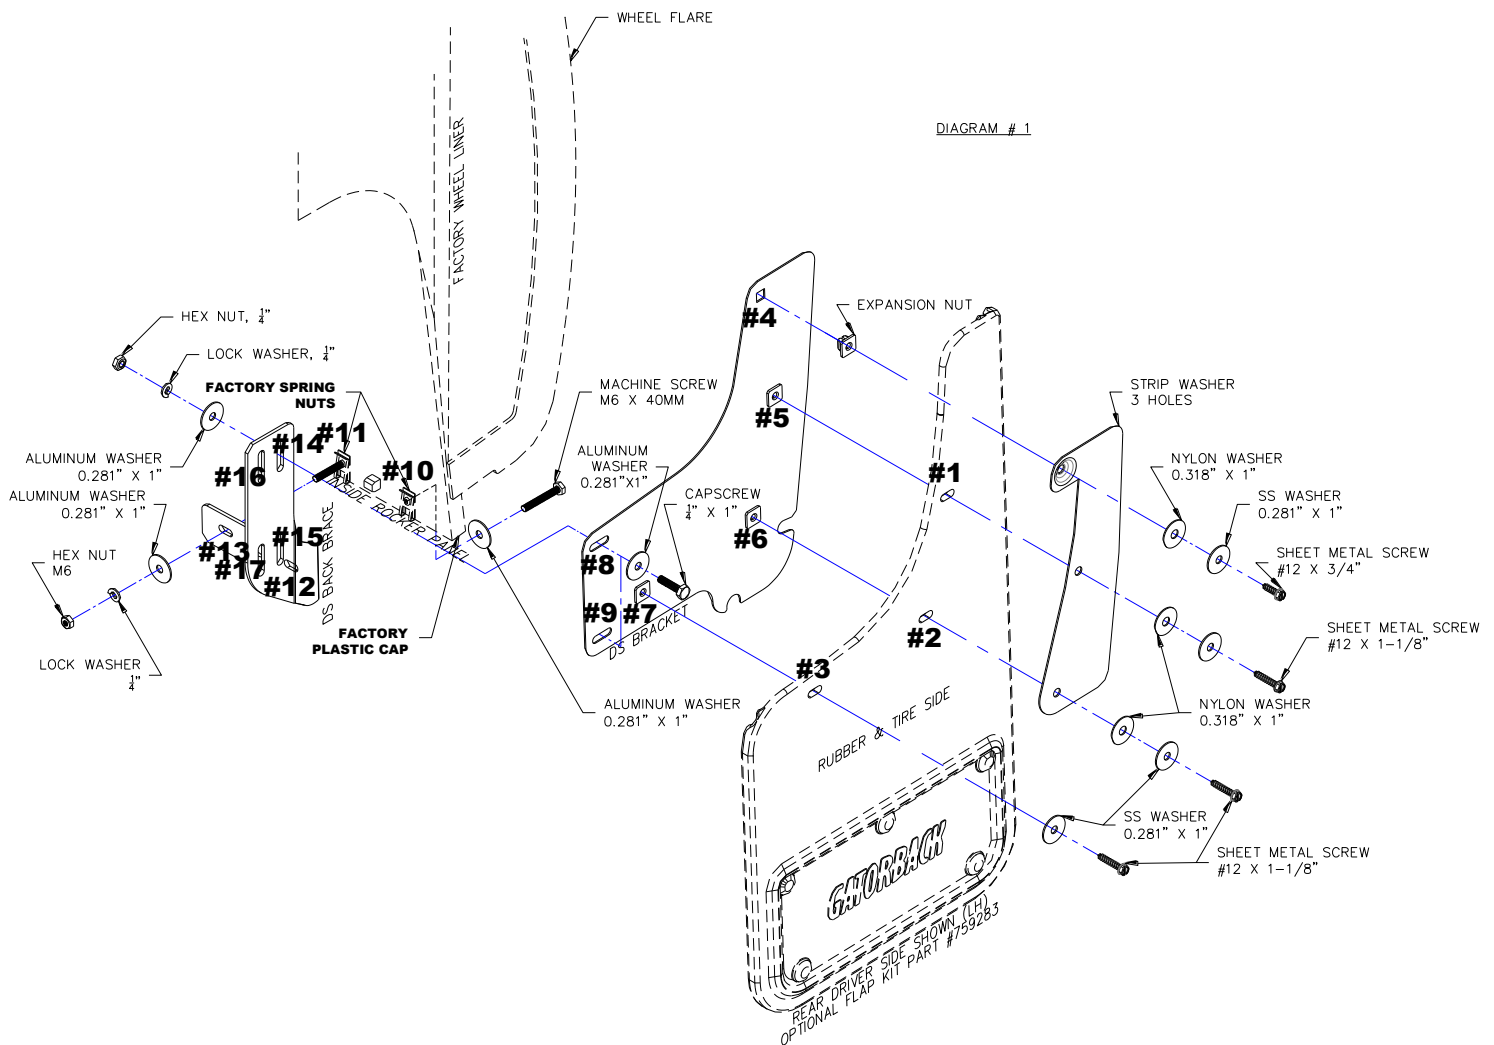 WHEEL FLARE
DIAGRAM # 1
FACTORY WHEEL LINER
HEX NUT, ¼”
LOCK WASHER, ¼”
FACTORY SPRING
NUTS
MACHINE SCREW
M6 X 40MM
EXPANSION NUT
STRIP WASHER
3 HOLES
ALUMINUM WASHER
0.281” X 1”
ALUMINUM WASHER
0.281” X 1”
ALUMINUM
WASHER
0.281”X1”
CAPSCREW
¼” X 1”
NYLON WASHER
0.318” X 1”
SS WASHER
0.281” X 1”
SHEET METAL SCREW
#12 X 3/4”
HEX NUT
M6
LOCK WASHER
¼”
INSIDE ROCKER PANEL
DS BACK BRACE
FACTORY
PLASTIC CAP
DS BRACKET
ALUMINUM WASHER
0.281” X 1”
SHEET METAL SCREW
#12 X 1-1/8”
NYLON WASHER
0.318” X 1”
SS WASHER
0.281” X 1”
SHEET METAL SCREW
#12 X 1-1/8”
RUBBER & TIRE SIDE
GATORBACK
REAR DRIVER SIDE SHOWN (LH)
OPTIONAL FLAP KIT PART #759283
#1
#2
#3
#4
#5
#6
#7
#8
#9
#10
#11
#12
#13
#14
#15
#16
#17